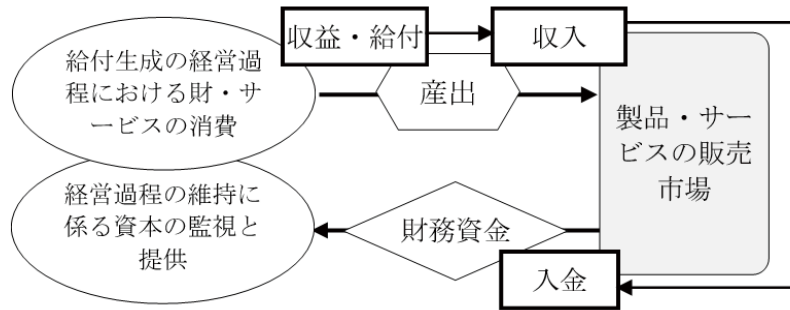 収益・給付
収入
給付生成の経営過
程における財・サ
ービスの消費
産出
製品・サー
ビスの販売
市場
経営過程の維持に
係る資本の監視と
提供
財務資金
入金